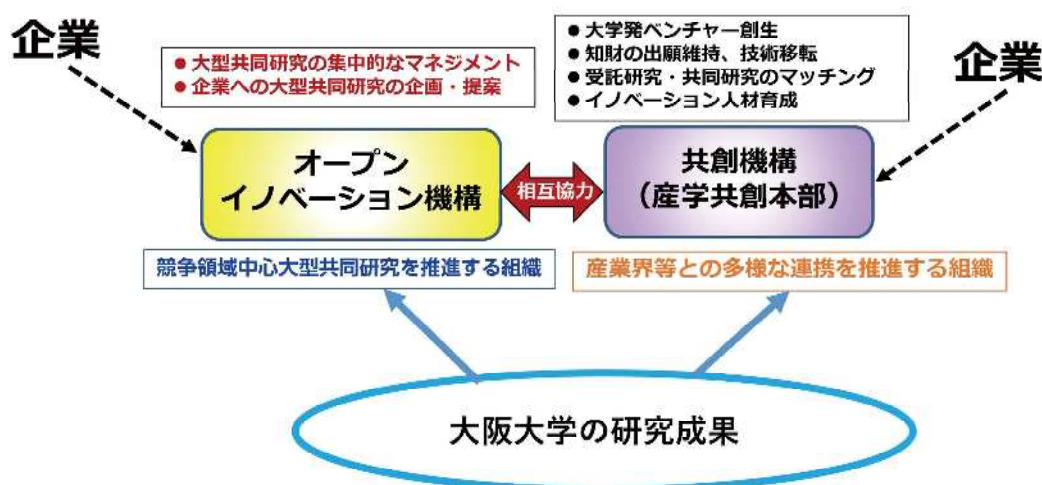 企業
● 大型共同研究の集中的なマネジメント
● 企業への大型共同研究の企画・提案
● 大学発ベンチャー創生
● 知財の出願維持、技術移転
● 受託研究・共同研究のマッチング
● イノベーション人材育成
企業
オープン
イノベーション機構
相互協力
共創機構
（産学共創本部）
競争領域中心大型共同研究を推進する組織
産業界等との多様な連携を推進する組織
大阪大学の研究成果